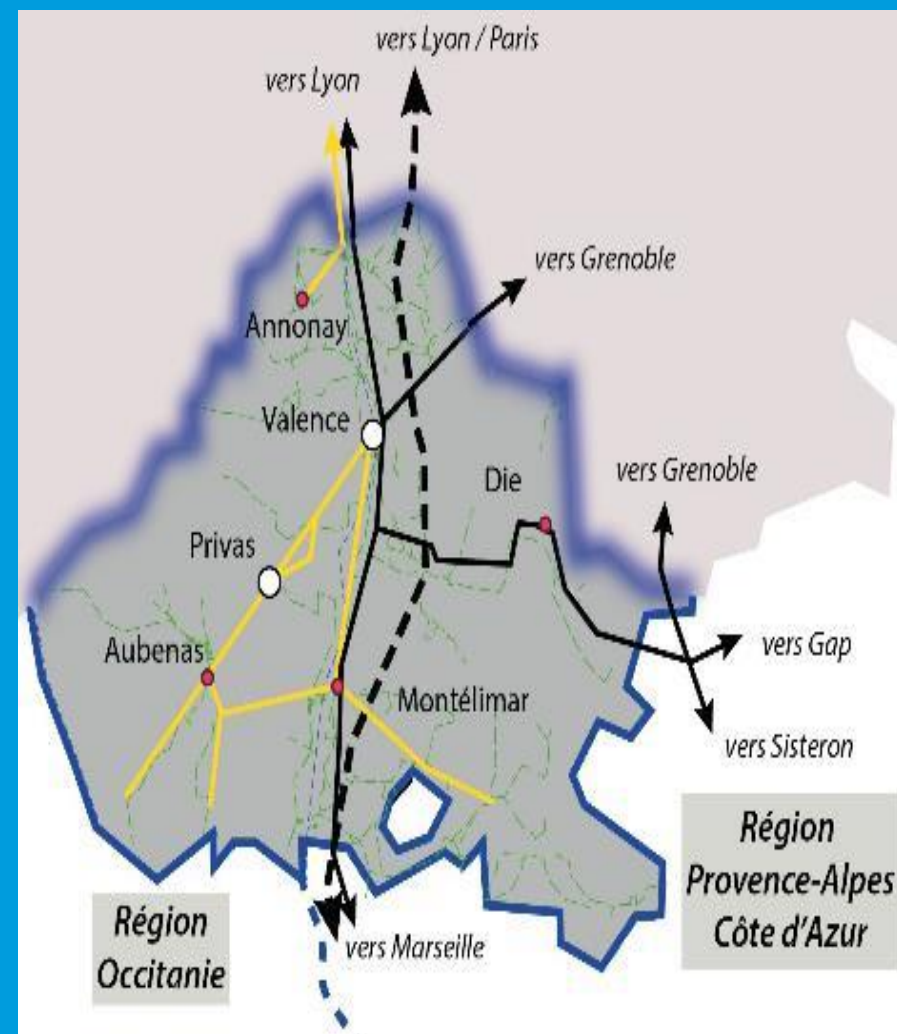 vers Lyon / Paris
vers Lyon
vers Grenoble
Annonay
Valence
Die
vers Grenoble
Privas
Aubenas
vers Gap
Montélimar
vers Sisteron
Région
Provence-Alpes
Côte d'Azur
Région
Occitanie
vers Marseille